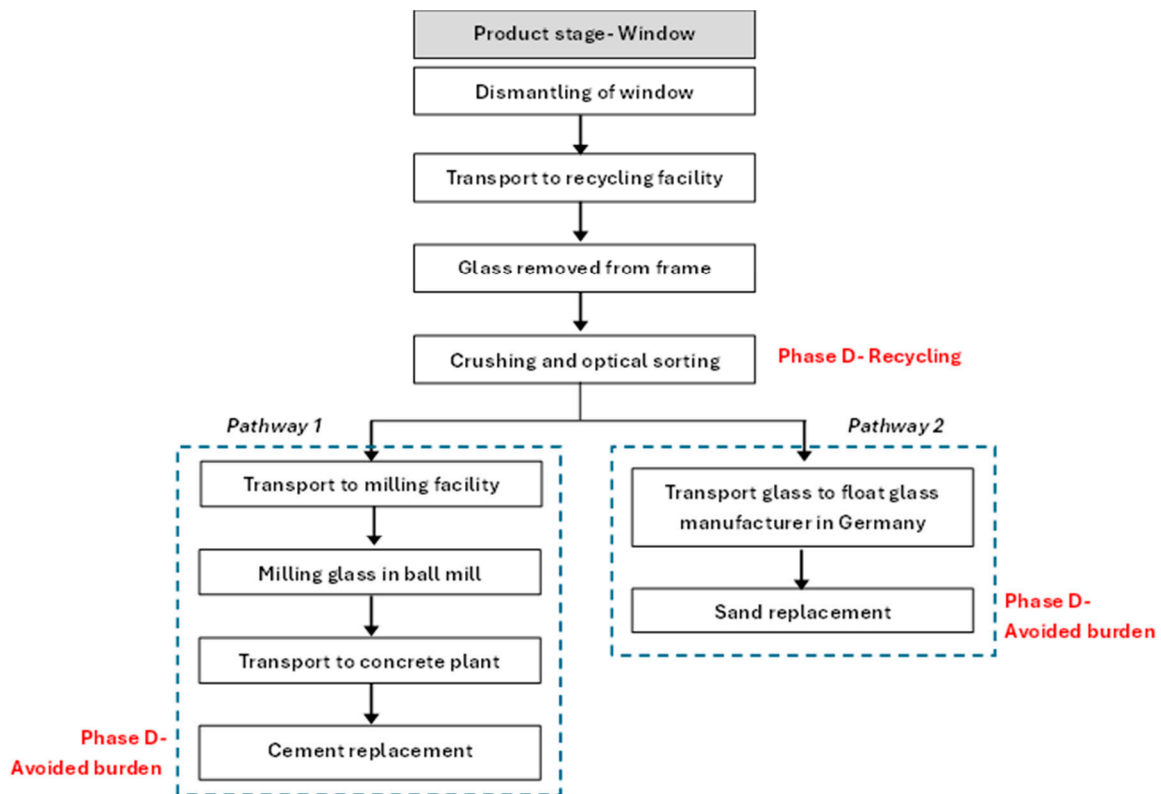 Product stage- Window
Dismantling of window
Transport to recycling facility
Glass removed from frame
Crushing and optical sorting
Phase D- Recycling
Pathway 1
Transport to milling facility
Milling glass in ball mill
Transport to concrete plant
Cement replacement
Phase D-
Avoided burden
Pathway 2
Transport glass to float glass
manufacturer in Germany
Sand replacement
Phase D-
Avoided burden